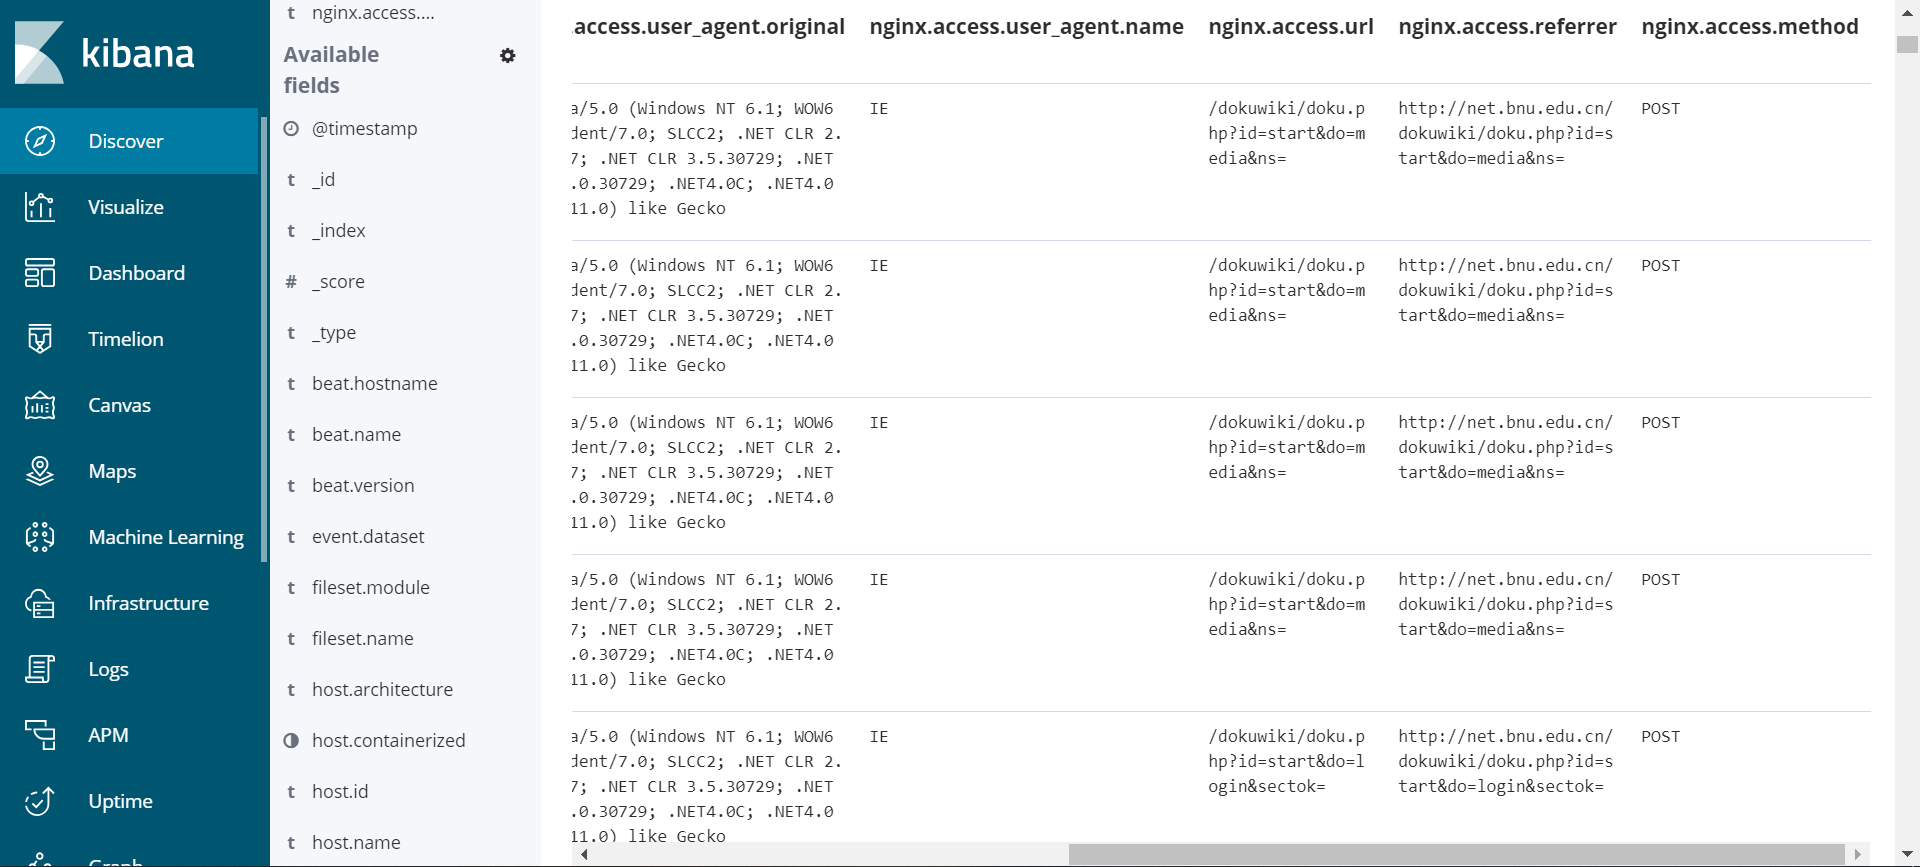 kibana
Discover
Visualize
Dashboard
Timelion
Canvas
Maps
Machine Learning
Infrastructure
Logs
APM
Uptime
Graph
t nginx.access....
Available
fields
@timestamp
t _id
t _index
# _score
t _type
t beat.hostname
t beat.name
t beat.version
t event.dataset
t fileset.module
t fileset.name
t host.architecture
host.containerized
t host.id
t host.name
.access.user_agent.original nginx.access.user_agent.name nginx.access.url nginx.access.referrer nginx.access.method
a/5.0 (Windows NT 6.1; WOW6 IE /dokuwiki/doku.p http://net.bnu.edu.cn/ POST
dent/7.0; SLCC2; .NET CLR 2. hp?id=start&do=m dokuwiki/doku.php?id=s
7; .NET CLR 3.5.30729; .NET edia&ns= tart&do=media&ns=
.0.30729; .NET4.0C; .NET4.0
11.0) like Gecko
a/5.0 (Windows NT 6.1; WOW6 IE /dokuwiki/doku.p http://net.bnu.edu.cn/ POST
dent/7.0; SLCC2; .NET CLR 2. hp?id=start&do=m dokuwiki/doku.php?id=s
7; .NET CLR 3.5.30729; .NET edia&ns= tart&do=media&ns=
.0.30729; .NET4.0C; .NET4.0
11.0) like Gecko
a/5.0 (Windows NT 6.1; WOW6 IE /dokuwiki/doku.p http://net.bnu.edu.cn/ POST
dent/7.0; SLCC2; .NET CLR 2. hp?id=start&do=m dokuwiki/doku.php?id=s
7; .NET CLR 3.5.30729; .NET edia&ns= tart&do=media&ns=
.0.30729; .NET4.0C; .NET4.0
11.0) like Gecko
a/5.0 (Windows NT 6.1; WOW6 IE /dokuwiki/doku.p http://net.bnu.edu.cn/ POST
dent/7.0; SLCC2; .NET CLR 2. hp?id=start&do=m dokuwiki/doku.php?id=s
7; .NET CLR 3.5.30729; .NET edia&ns= tart&do=media&ns=
.0.30729; .NET4.0C; .NET4.0
11.0) like Gecko
a/5.0 (Windows NT 6.1; WOW6 IE /dokuwiki/doku.p http://net.bnu.edu.cn/ POST
dent/7.0; SLCC2; .NET CLR 2. hp?id=start&do=l dokuwiki/doku.php?id=s
7; .NET CLR 3.5.30729; .NET ogin&sectok= tart&do=login&sectok=
.0.30729; .NET4.0C; .NET4.0
11.0) like Gecko